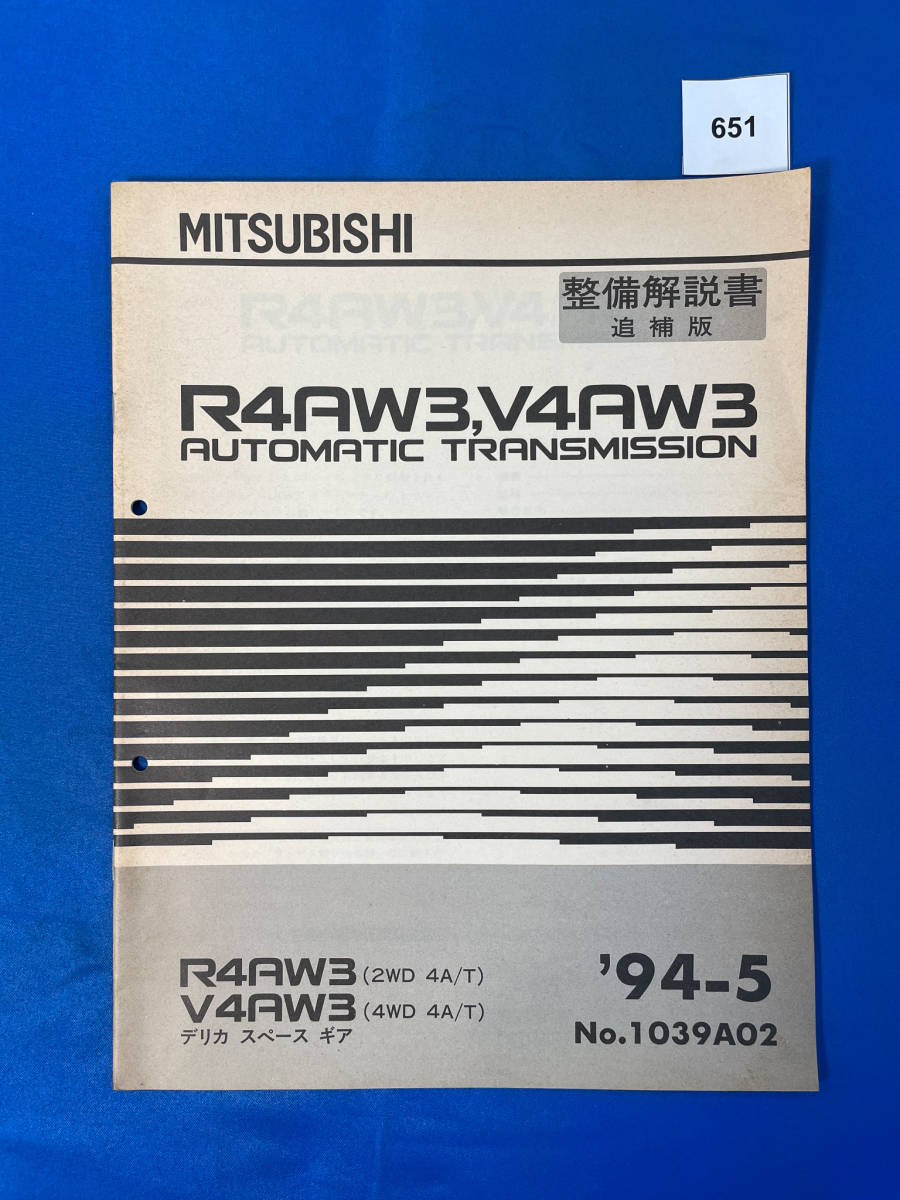 651
MITSUBISHI
整備解説書
追補版
R4AW3,V4AW3
AUTOMATIC TRANSMISSION
R4AW3 (2WD 4A/T)
V4AW3 (4WD 4A/T)
デリカ スペース ギア
'94-5
No.1039A02